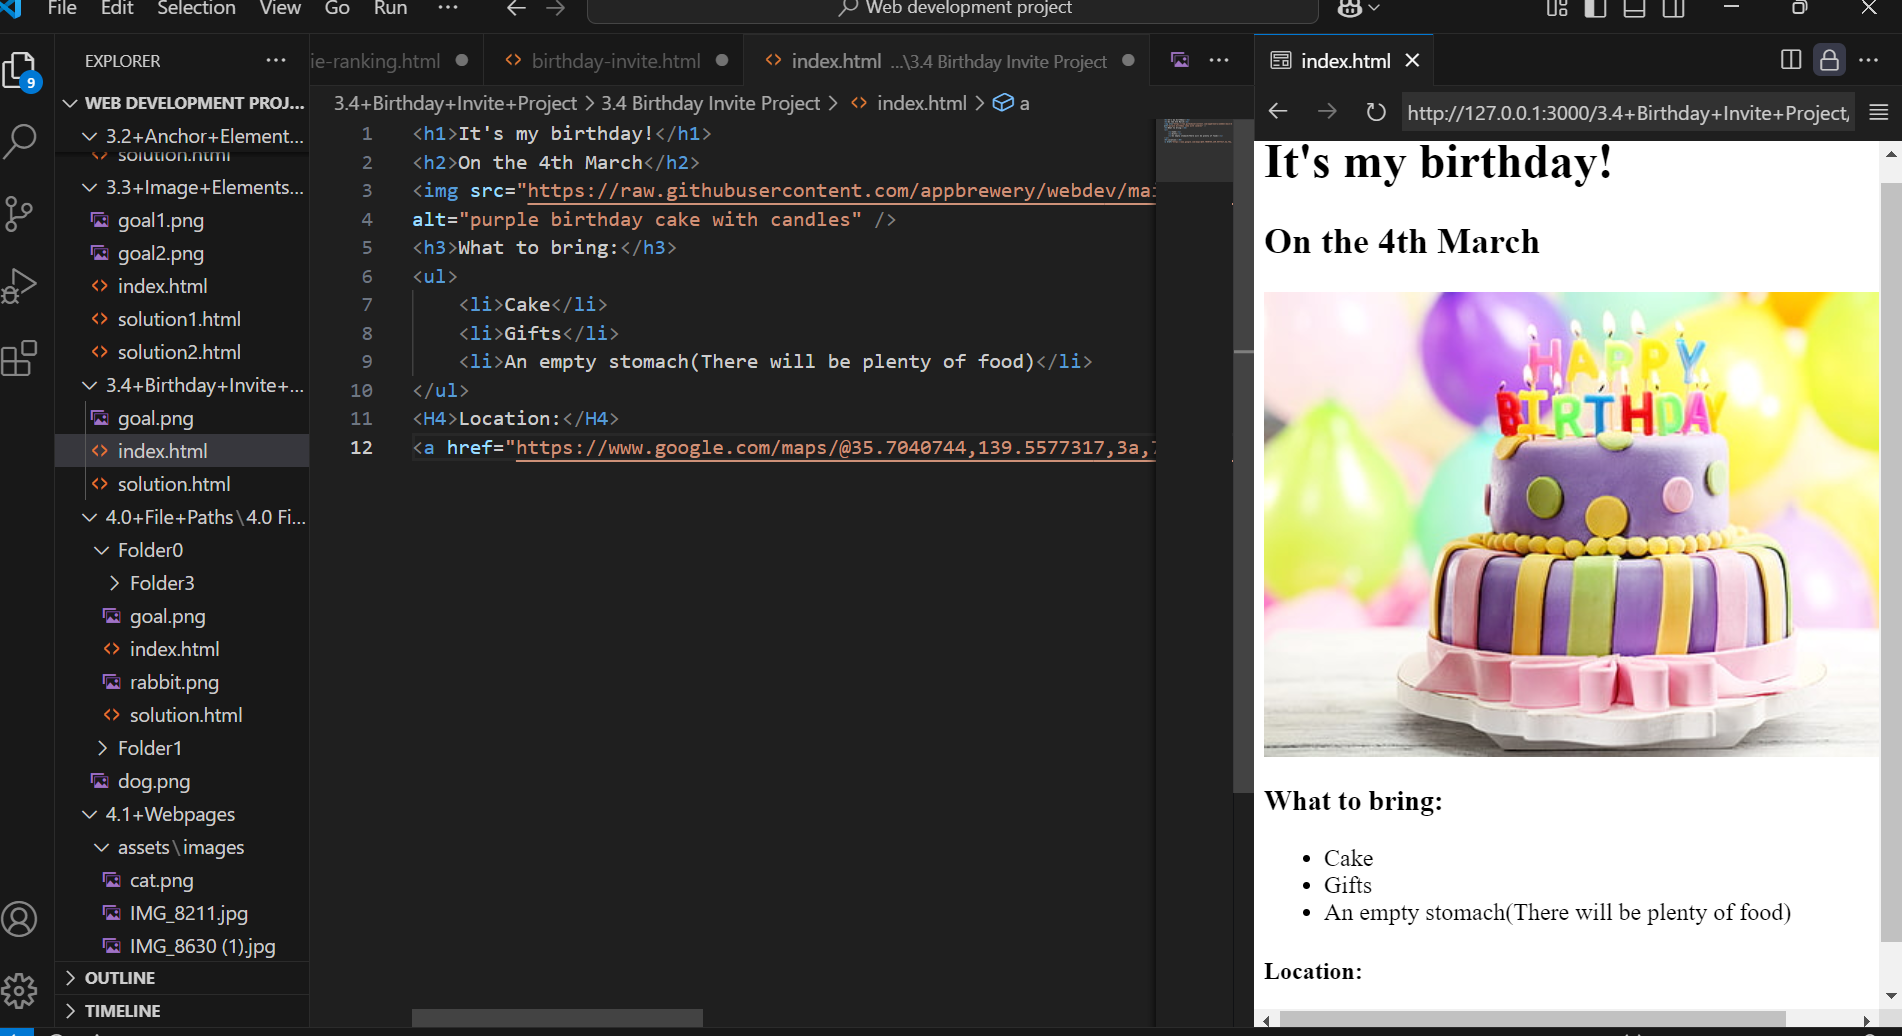 File Edit Selection View Go Run ··· Web development project
EXPLORER ···
WEB DEVELOPMENT PROJ...
3.2+Anchor+Element...
solution.html
3.3+Image+Elements...
goal1.png
goal2.png
index.html
solution1.html
solution2.html
3.4+Birthday+Invite+...
goal.png
index.html
solution.html
4.0+File+Paths\4.0 Fi...
Folder0
Folder3
goal.png
index.html
rabbit.png
solution.html
Folder1
dog.png
4.1+Webpages
assets\images
cat.png
IMG_8211.jpg
IMG_8630 (1).jpg
OUTLINE
TIMELINE
9
ie-ranking.html birthday-invite.html index.html ...\3.4 Birthday Invite Project ···
3.4+Birthday+Invite+Project > 3.4 Birthday Invite Project > index.html > a
1 <h1>It's my birthday!</h1>
2 <h2>On the 4th March</h2>
3 <img src="https://raw.githubusercontent.com/appbrewery/webdev/mai
4 alt="purple birthday cake with candles" />
5 <h3>What to bring:</h3>
6 <ul>
7 <li>Cake</li>
8 <li>Gifts</li>
9 <li>An empty stomach(There will be plenty of food)</li>
10 </ul>
11 <H4>Location:</H4>
12 <a href="https://www.google.com/maps/@35.7040744,139.5577317,3a,7
index.html
http://127.0.0.1:3000/3.4+Birthday+Invite+Project/
It's my birthday!
On the 4th March
HAPPY
BIRTHDAY
What to bring:
• Cake
• Gifts
• An empty stomach(There will be plenty of food)
Location: